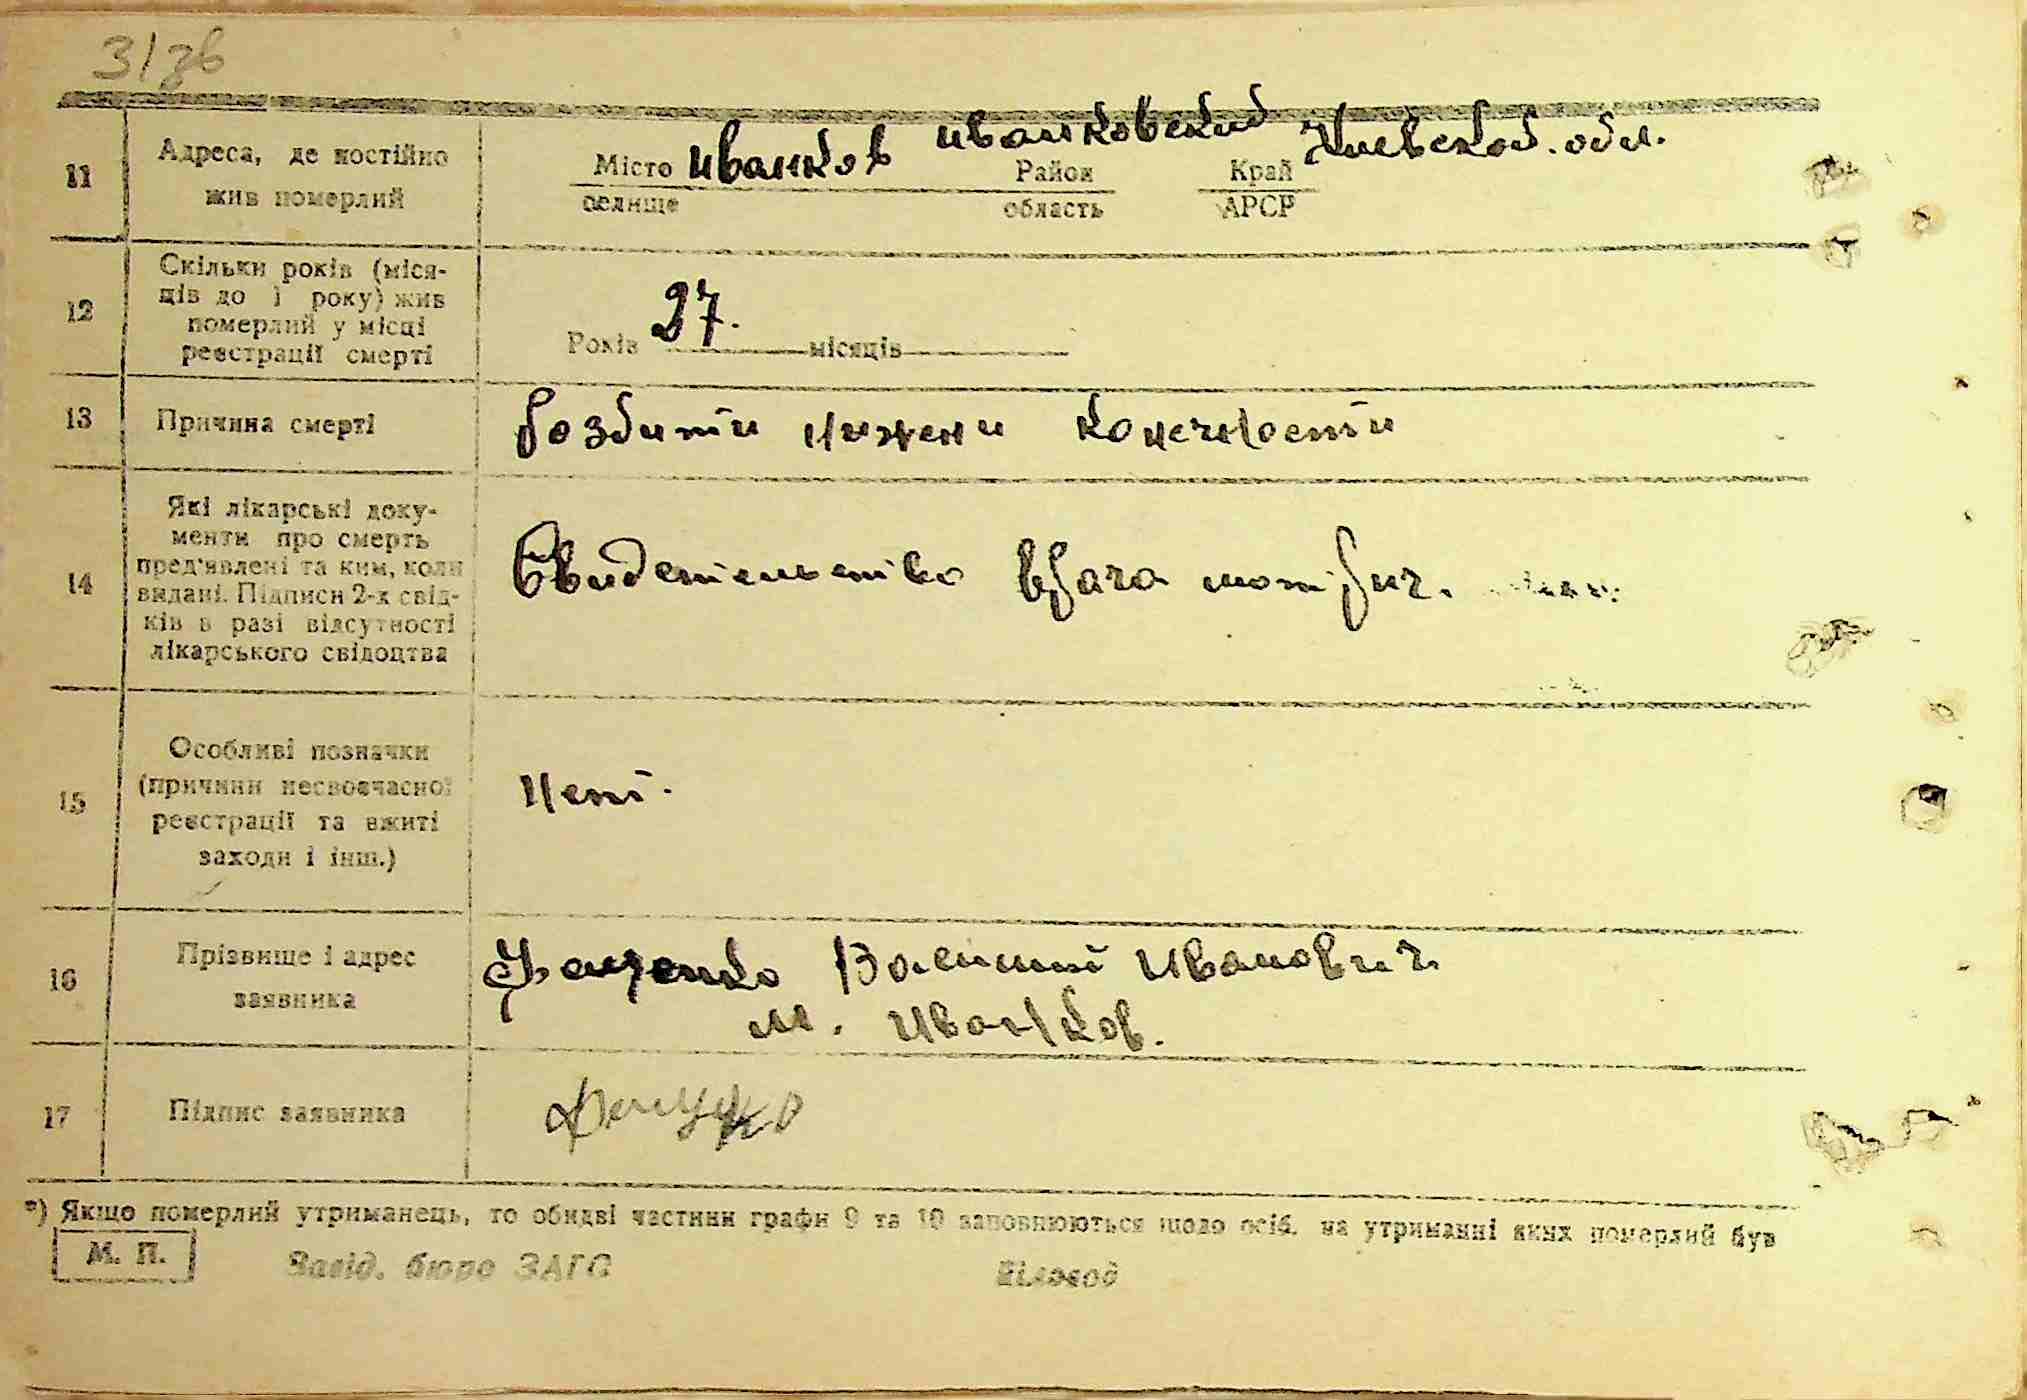 31зв
11 Адреса, де постійно жив померлий
Місто Иванков Район Иванковский Край Киевской. обл.
селище область АРСР
12 Скільки років (міся-
ців до 1 року) жив
померлий у місці
реєстрації смерті
Років 27. місяців
13 Причина смерті розбити нижени конечности
14 Які лікарські доку-
менти про смерть
пред'явлені та ким, коли
видані. Підписи 2-х свід-
ків в разі відсутності
лікарського свідоцтва
Свидетельство врача
15 Особливі позначки
(причини несвоєчасної
реєстрації та вжиті
заходи і інш.)
Нет.
16 Прізвище і адрес
заявника
Василий Иванович
м. Иванков.
17 Підпис заявника
*) Якщо померлий утриманець, то обидві частини графи 9 та 10 заповнюються щодо осіб, на утриманні яких померлий був
М. П. Завід. бюро ЗАГС Діловод